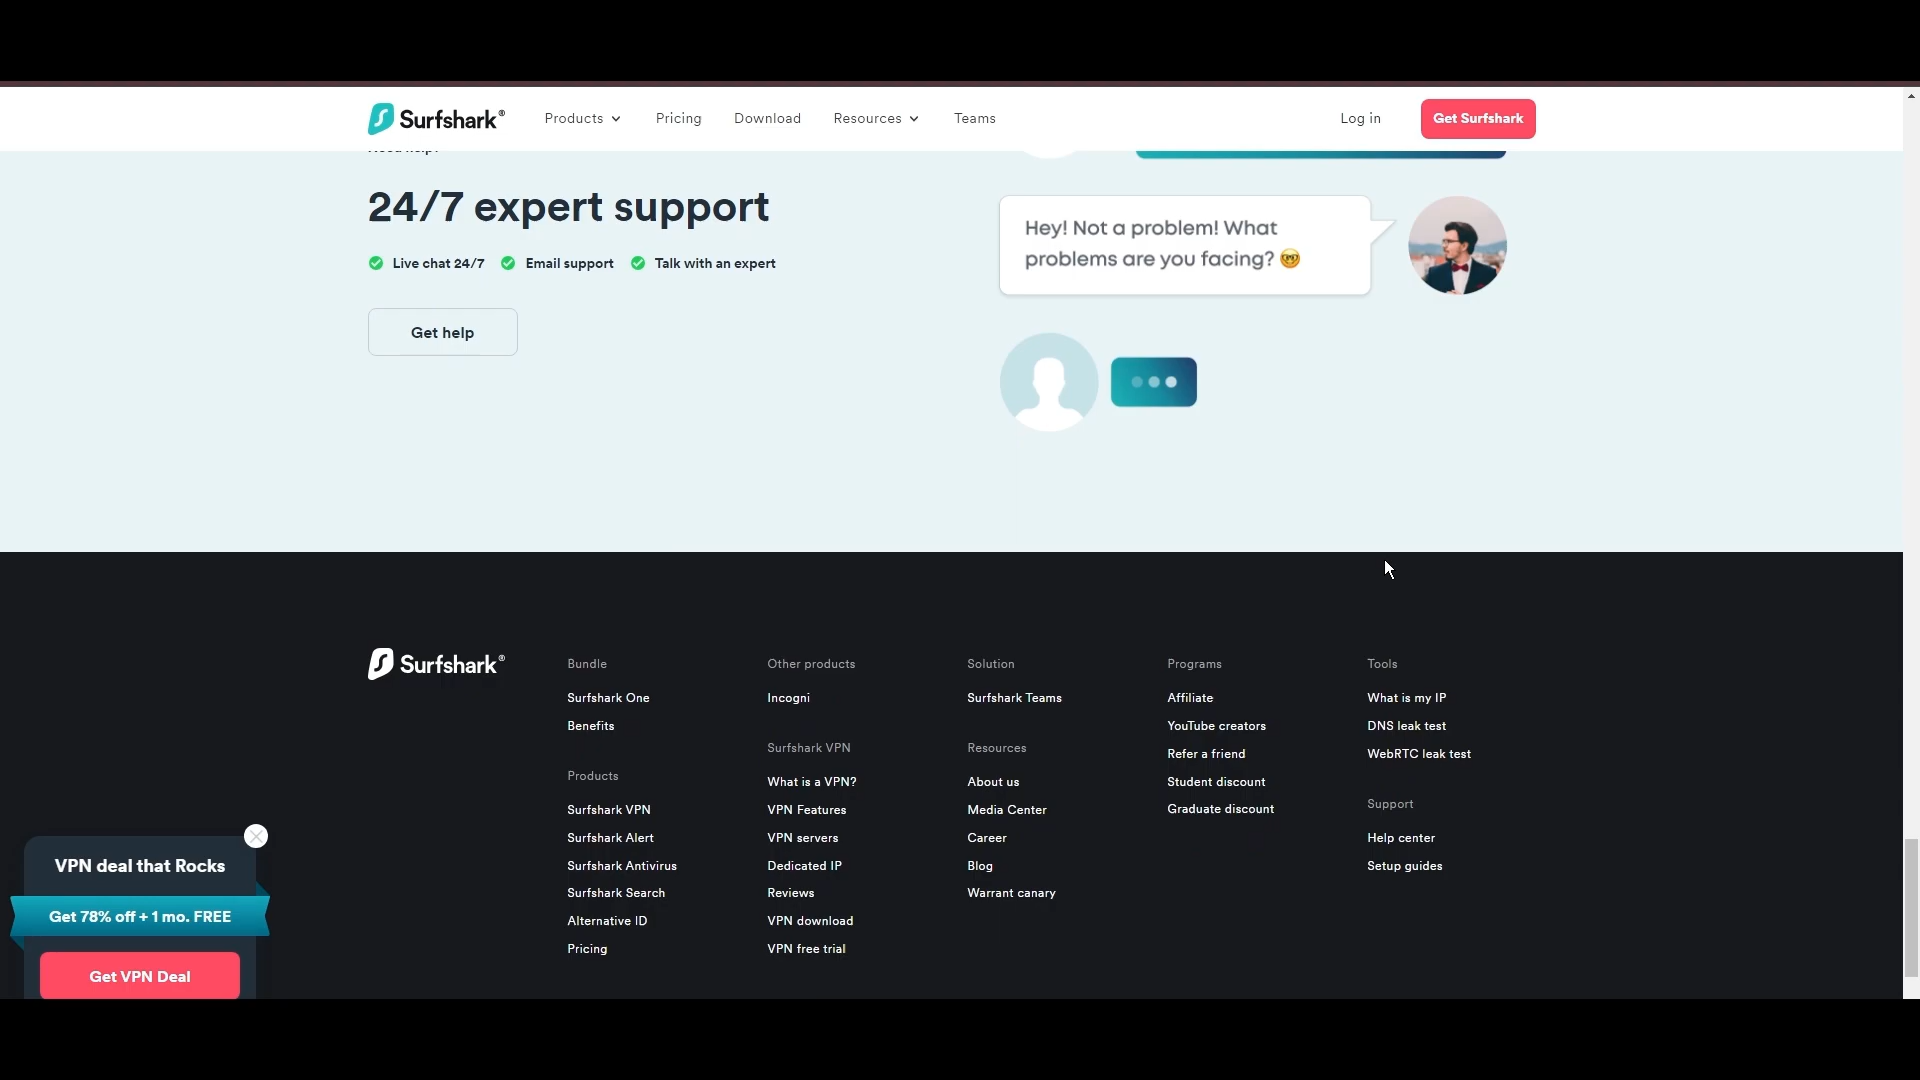 Surfshark®
Products
Pricing
Download
Resources
Teams
Log in
Get Surfshark
24/7 expert support
Live chat 24/7
Email support
Talk with an expert
Get help
Hey! Not a problem! What
problems are you facing? 🤓
Surfshark®
Bundle
Surfshark One
Benefits
Products
Surfshark VPN
Surfshark Alert
Surfshark Antivirus
Surfshark Search
Alternative ID
Pricing
Other products
Incogni
Surfshark VPN
What is a VPN?
VPN Features
VPN servers
Dedicated IP
Reviews
VPN download
VPN free trial
Solution
Surfshark Teams
Resources
About us
Media Center
Career
Blog
Warrant canary
Programs
Affiliate
YouTube creators
Refer a friend
Student discount
Graduate discount
Tools
What is my IP
DNS leak test
WebRTC leak test
Support
Help center
Setup guides
VPN deal that Rocks
Get 78% off + 1 mo. FREE
Get VPN Deal